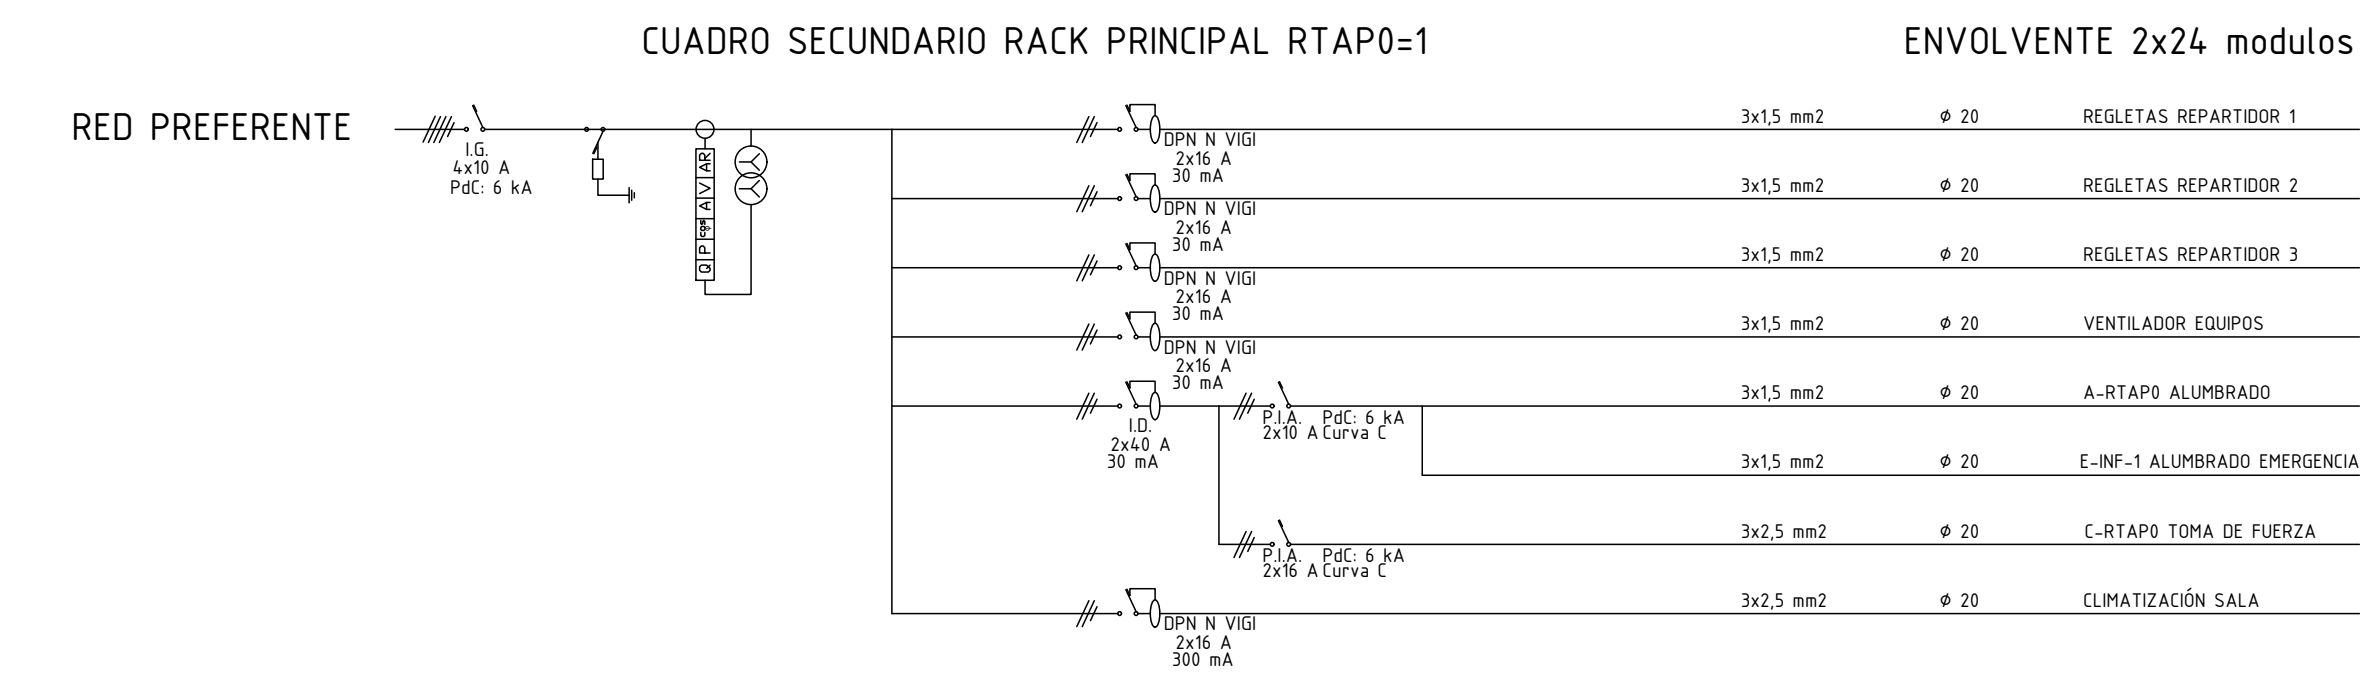 CUADRO SECUNDARIO RACK PRINCIPAL RTAP0=1
ENVOLVENTE 2x24 modulos
RED PREFERENTE
I.G.
4x10 A
PdC: 6 kA
Q P cosφ A V AR
DPN N VIGI
2x16 A
30 mA
3x1,5 mm2 ø 20 REGLETAS REPARTIDOR 1
DPN N VIGI
2x16 A
30 mA
3x1,5 mm2 ø 20 REGLETAS REPARTIDOR 2
DPN N VIGI
2x16 A
30 mA
3x1,5 mm2 ø 20 REGLETAS REPARTIDOR 3
DPN N VIGI
2x16 A
30 mA
3x1,5 mm2 ø 20 VENTILADOR EQUIPOS
I.D.
2x40 A
30 mA
P.I.A. PdC: 6 kA
2x10 A Curva C
3x1,5 mm2 ø 20 A-RTAP0 ALUMBRADO
3x1,5 mm2 ø 20 E-INF-1 ALUMBRADO EMERGENCIA
P.I.A. PdC: 6 kA
2x16 A Curva C
3x2,5 mm2 ø 20 C-RTAP0 TOMA DE FUERZA
DPN N VIGI
2x16 A
300 mA
3x2,5 mm2 ø 20 CLIMATIZACIÓN SALA